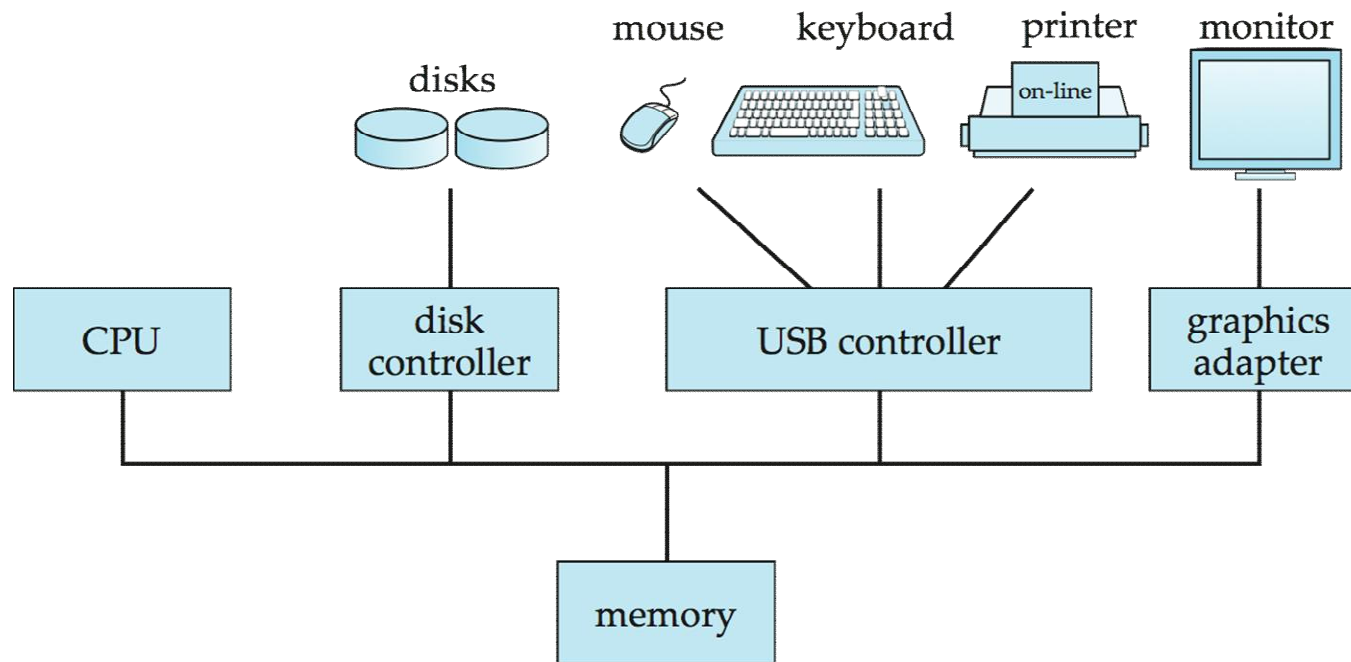 mouse
keyboard
printer
monitor
disks
on-line
CPU
disk
controller
USB controller
graphics
adapter
memory